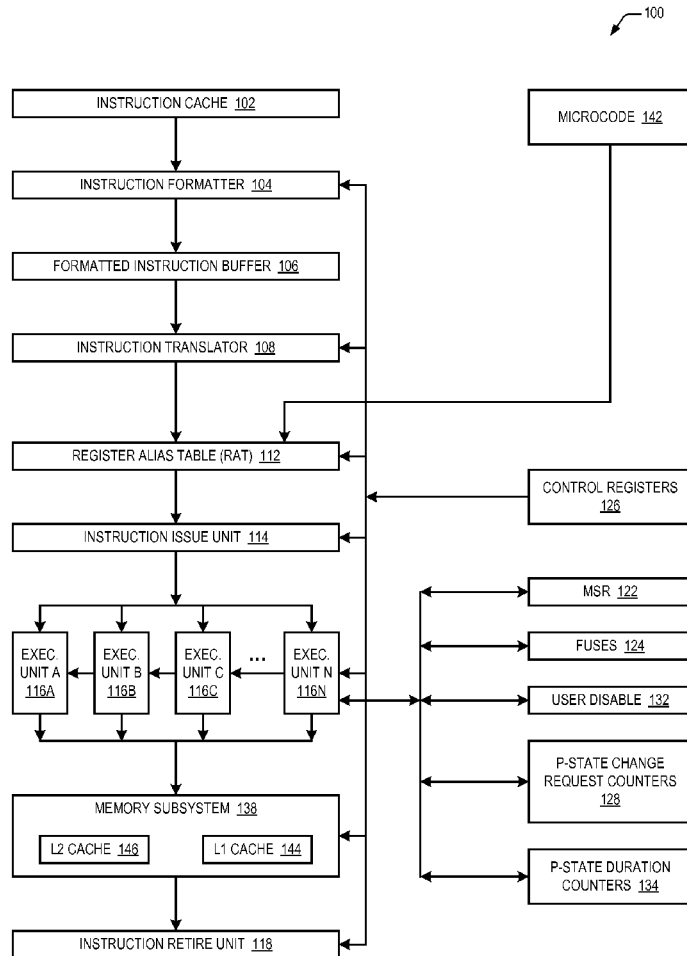 100
INSTRUCTION CACHE 102
MICROCODE 142
INSTRUCTION FORMATTER 104
FORMATTED INSTRUCTION BUFFER 106
INSTRUCTION TRANSLATOR 108
REGISTER ALIAS TABLE (RAT) 112
CONTROL REGISTERS
126
INSTRUCTION ISSUE UNIT 114
MSR 122
FUSES 124
USER DISABLE 132
P-STATE CHANGE
REQUEST COUNTERS
128
P-STATE DURATION
COUNTERS 134
EXEC.
UNIT A
116A
EXEC.
UNIT B
116B
EXEC.
UNIT C
116C
...
EXEC.
UNIT N
116N
MEMORY SUBSYSTEM 138
L2 CACHE 146
L1 CACHE 144
INSTRUCTION RETIRE UNIT 118